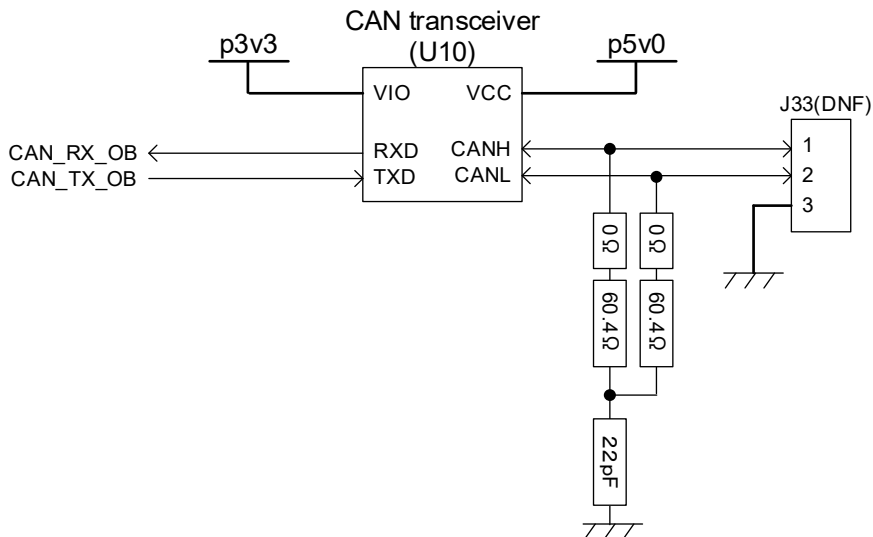 CAN transceiver
(U10)
p3v3
p5v0
VIO
VCC
J33(DNF)
CAN_RX_OB
RXD
CANH
1
CAN_TX_OB
TXD
CANL
2
3
0Ω
0Ω
60.4Ω
60.4Ω
22pF